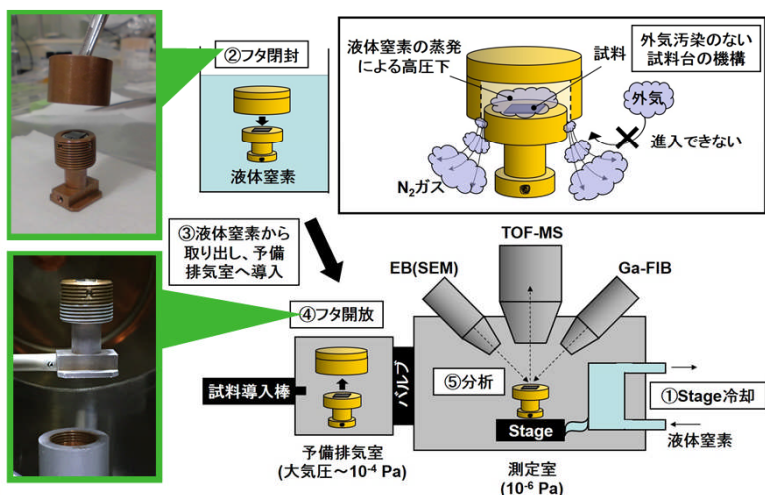 ②フタ閉封
液体窒素
液体窒素の蒸発
による高圧下
試料
外気汚染のない
試料台の機構
外気
進入できない
N₂ガス
③液体窒素から
取り出し、予備
排気室へ導入
④フタ開放
TOF-MS
EB(SEM)
Ga-FIB
試料導入棒
バルブ
⑤分析
Stage
①Stage冷却
液体窒素
予備排気室
(大気圧～10⁻⁴ Pa)
測定室
(10⁻⁶ Pa)